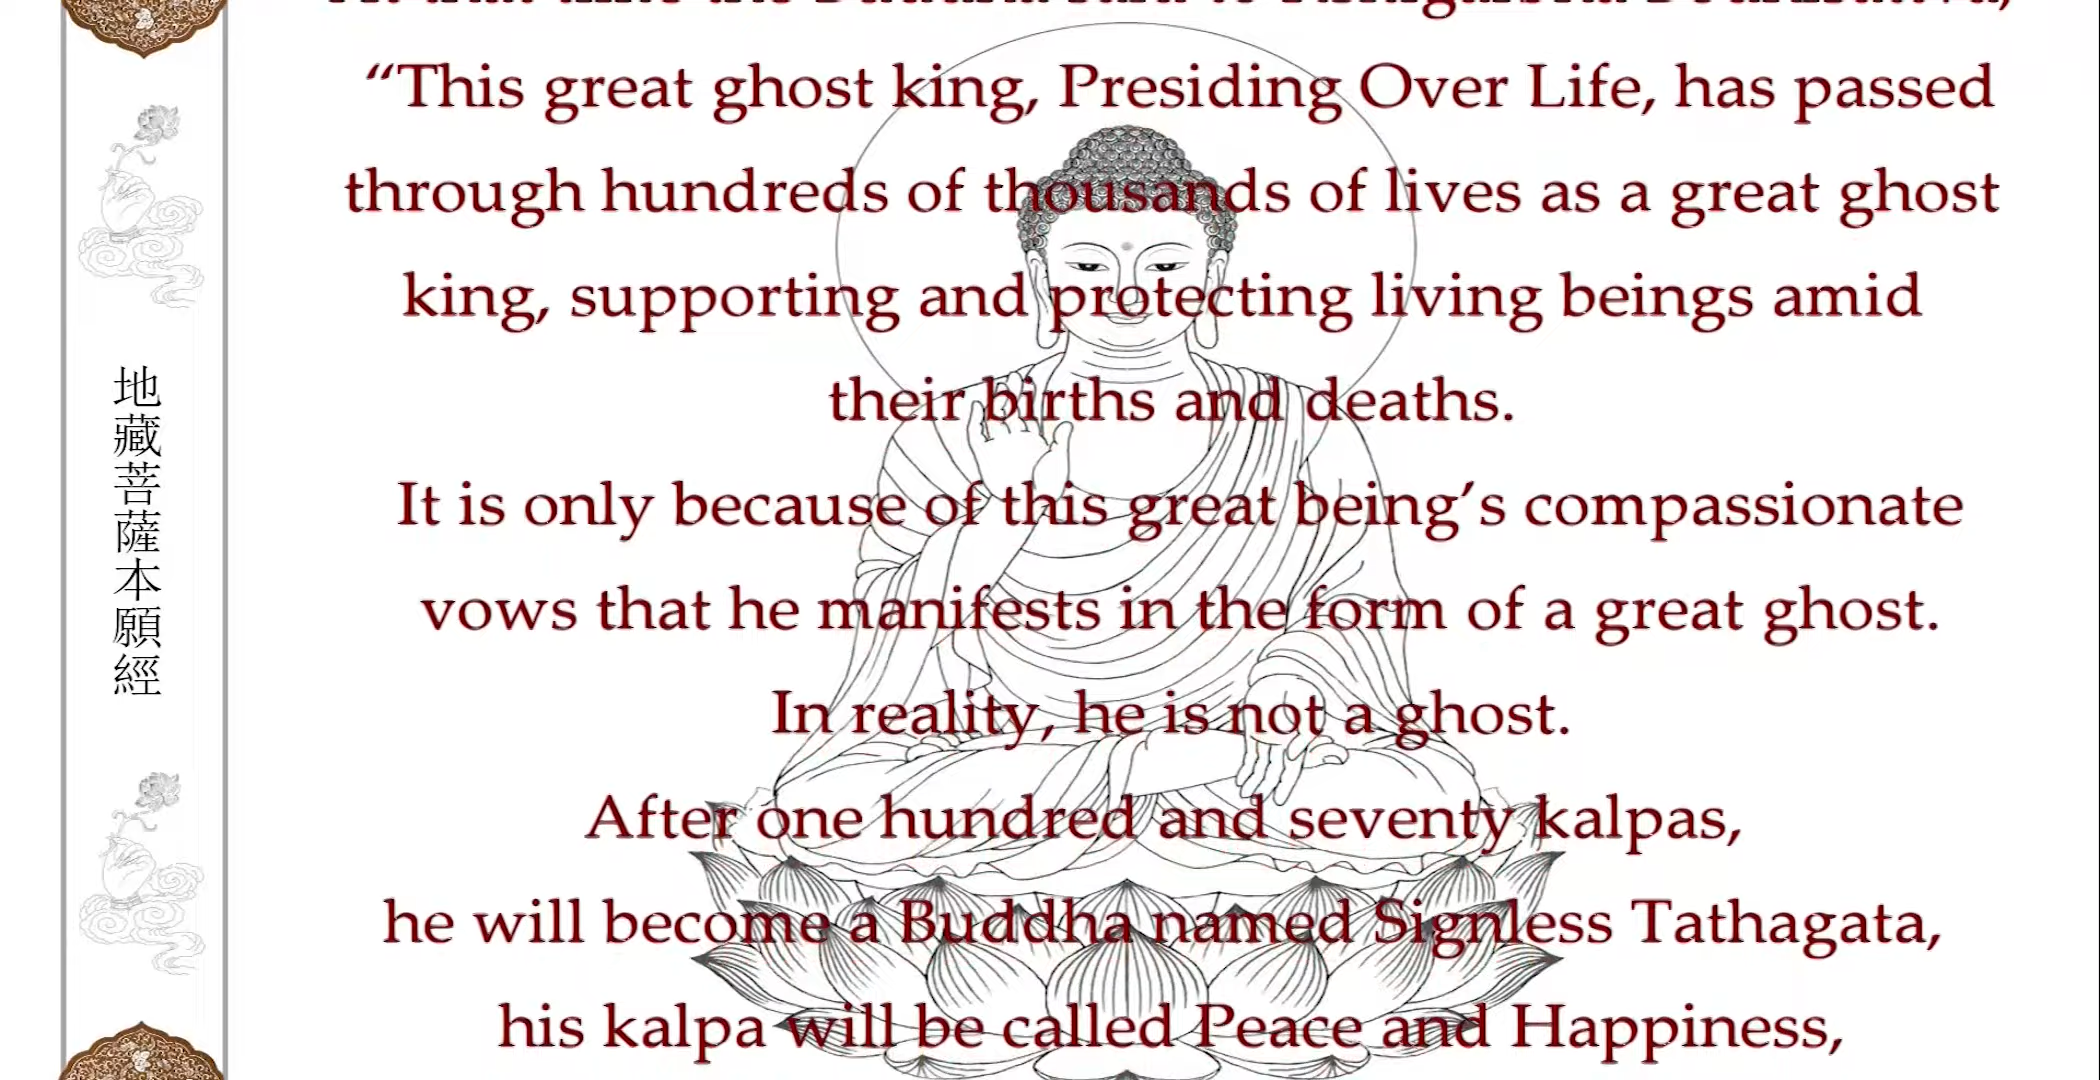 地藏菩薩本願經
“This great ghost king, Presiding Over Life, has passed
through hundreds of thousands of lives as a great ghost
king, supporting and protecting living beings amid
their births and deaths.
It is only because of this great being’s compassionate
vows that he manifests in the form of a great ghost.
In reality, he is not a ghost.
After one hundred and seventy kalpas,
he will become a Buddha named Signless Tathagata,
his kalpa will be called Peace and Happiness,